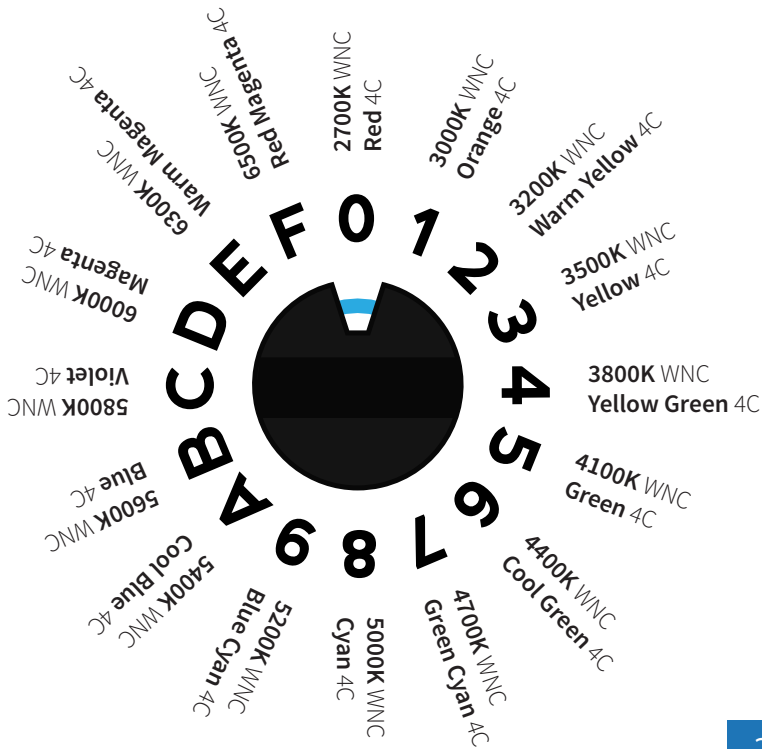 2700K WNC
Red 4C
3000K WNC
Orange 4C
3200K WNC
Warm Yellow 4C
3500K WNC
Yellow 4C
3800K WNC
Yellow Green 4C
4100K WNC
Green 4C
4400K WNC
Cool Green 4C
4700K WNC
Green Cyan 4C
5000K WNC
Cyan 4C
5200K WNC
Blue Cyan 4C
5400K WNC
Cool Blue 4C
5600K WNC
Blue 4C
5800K WNC
Violet 4C
6000K WNC
Magenta 4C
6300K WNC
Warm Magenta 4C
6500K WNC
Red Magenta 4C
0
1
2
3
4
5
6
7
8
9
A
B
C
D
E
F